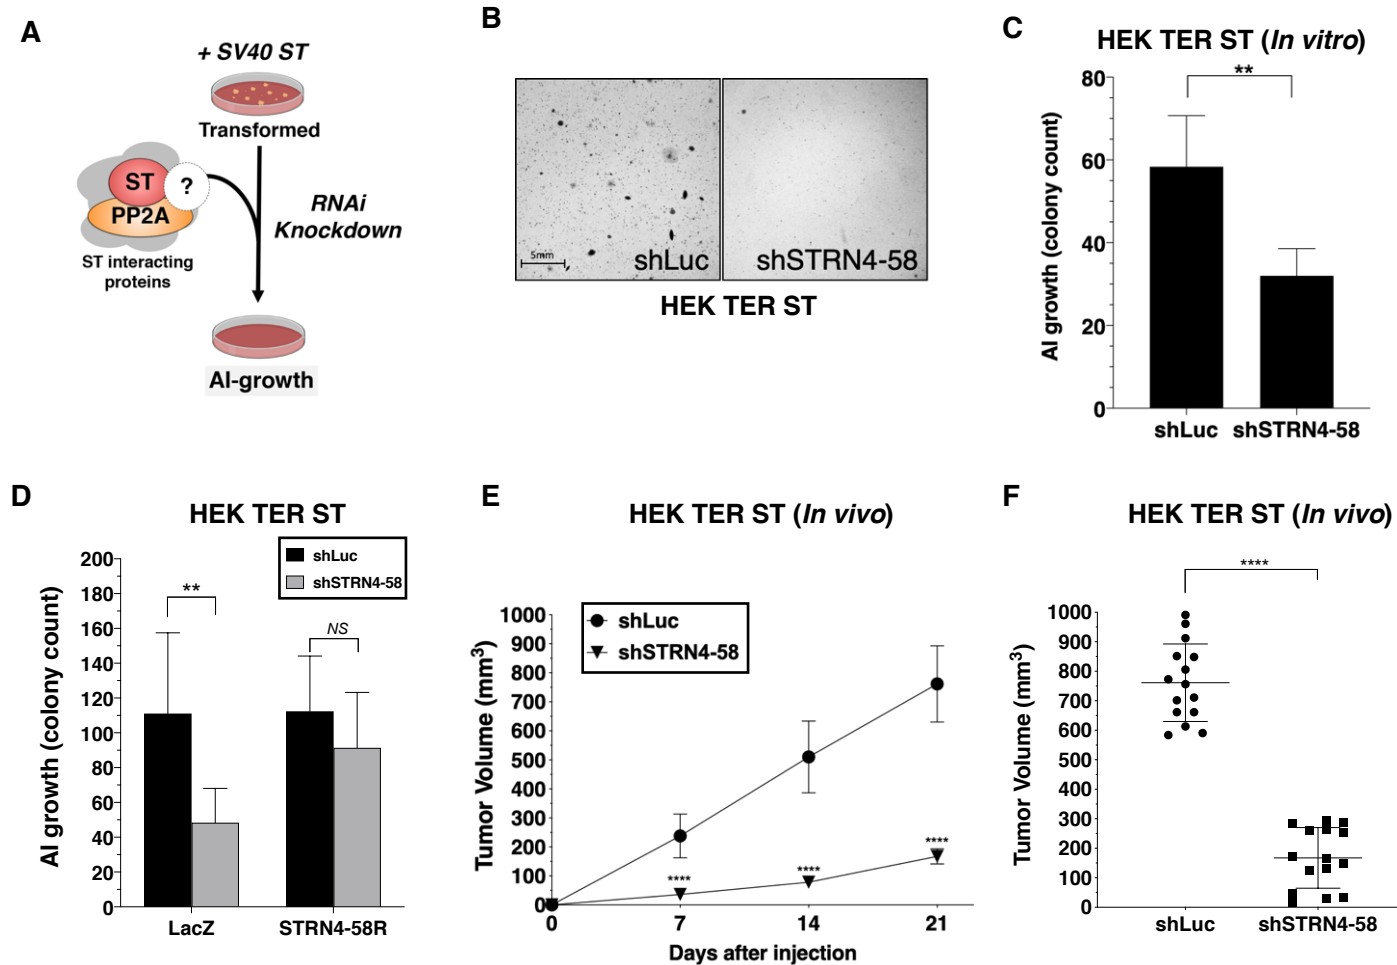 A
+ SV40 ST
Transformed
ST
?
PP2A
RNAi
Knockdown
ST interacting
proteins
AI-growth
B
5mm
shLuc
shSTRN4-58
HEK TER ST
C
HEK TER ST (In vitro)
**
AI growth (colony count)
80
60
40
20
0
shLuc
shSTRN4-58
D
HEK TER ST
shLuc
shSTRN4-58
**
NS
AI growth (colony count)
200
180
160
140
120
100
80
60
40
20
0
LacZ
STRN4-58R
E
HEK TER ST (In vivo)
shLuc
shSTRN4-58
Tumor Volume (mm³)
1000
900
800
700
600
500
400
300
200
100
0
****
****
****
0
7
14
21
Days after injection
F
HEK TER ST (In vivo)
****
Tumor Volume (mm³)
1000
900
800
700
600
500
400
300
200
100
0
shLuc
shSTRN4-58